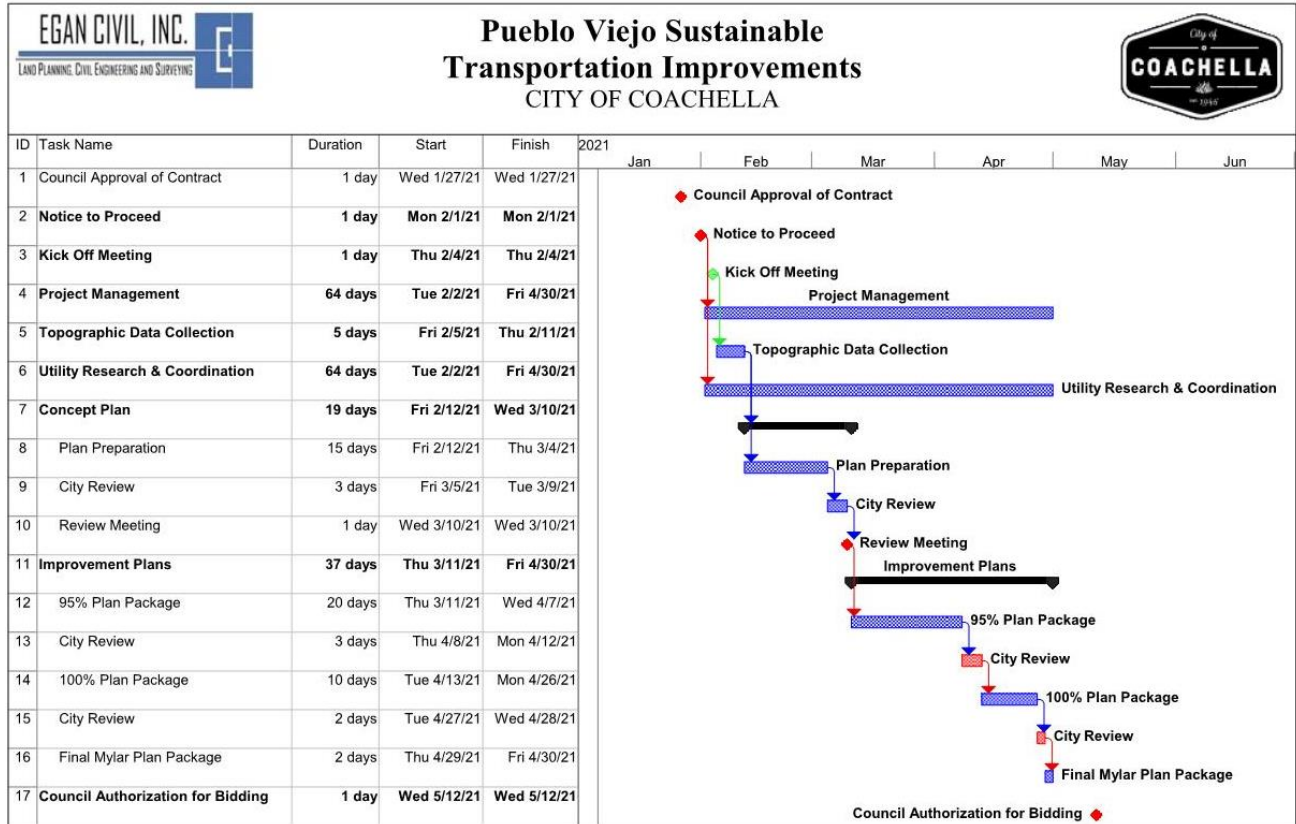 EGAN CIVIL, INC.
LAND PLANNING, CIVIL ENGINEERING AND SURVEYING
Pueblo Viejo Sustainable
Transportation Improvements
CITY OF COACHELLA
City of
COACHELLA
EST. 1946
ID Task Name Duration Start Finish 2021
Jan Feb Mar Apr May Jun
1 Council Approval of Contract 1 day Wed 1/27/21 Wed 1/27/21 Council Approval of Contract
2 Notice to Proceed 1 day Mon 2/1/21 Mon 2/1/21 Notice to Proceed
3 Kick Off Meeting 1 day Thu 2/4/21 Thu 2/4/21 Kick Off Meeting
4 Project Management 64 days Tue 2/2/21 Fri 4/30/21 Project Management
5 Topographic Data Collection 5 days Fri 2/5/21 Thu 2/11/21 Topographic Data Collection
6 Utility Research & Coordination 64 days Tue 2/2/21 Fri 4/30/21 Utility Research & Coordination
7 Concept Plan 19 days Fri 2/12/21 Wed 3/10/21
8 Plan Preparation 15 days Fri 2/12/21 Thu 3/4/21 Plan Preparation
9 City Review 3 days Fri 3/5/21 Tue 3/9/21 City Review
10 Review Meeting 1 day Wed 3/10/21 Wed 3/10/21 Review Meeting
11 Improvement Plans 37 days Thu 3/11/21 Fri 4/30/21 Improvement Plans
12 95% Plan Package 20 days Thu 3/11/21 Wed 4/7/21 95% Plan Package
13 City Review 3 days Thu 4/8/21 Mon 4/12/21 City Review
14 100% Plan Package 10 days Tue 4/13/21 Mon 4/26/21 100% Plan Package
15 City Review 2 days Tue 4/27/21 Wed 4/28/21 City Review
16 Final Mylar Plan Package 2 days Thu 4/29/21 Fri 4/30/21 Final Mylar Plan Package
17 Council Authorization for Bidding 1 day Wed 5/12/21 Wed 5/12/21 Council Authorization for Bidding